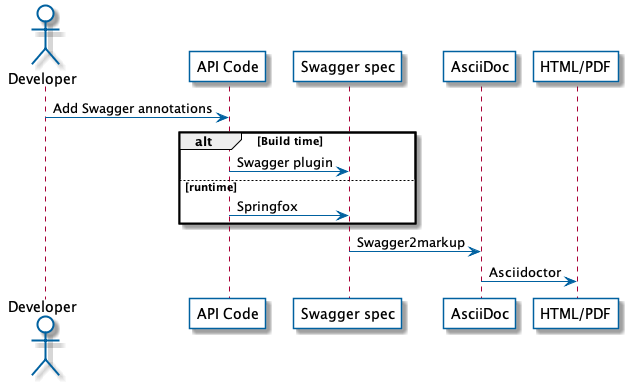 Developer
API Code
Swagger spec
AsciiDoc
HTML/PDF
Add Swagger annotations
alt
[Build time]
Swagger plugin
[runtime]
Springfox
Swagger2markup
Asciidoctor
Developer
API Code
Swagger spec
AsciiDoc
HTML/PDF